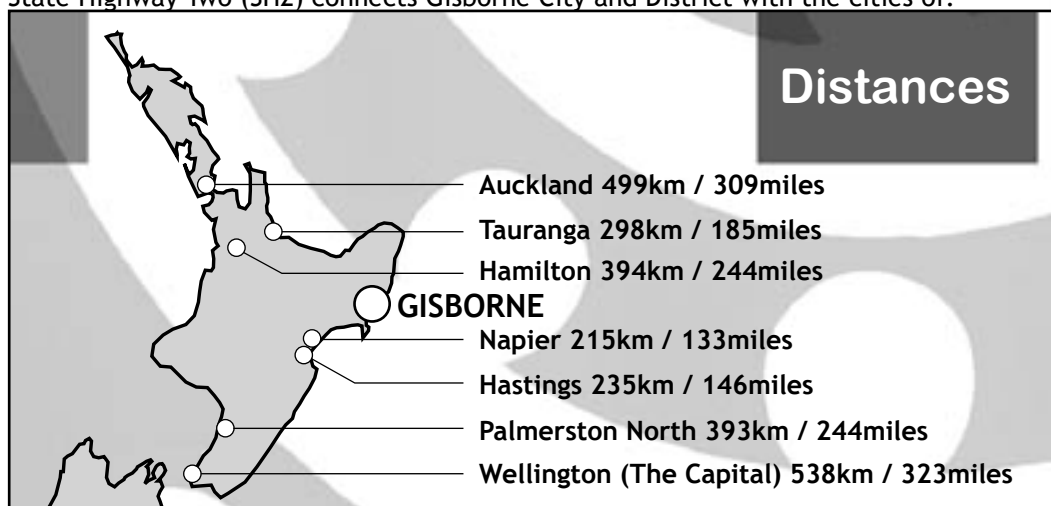 State Highway Two (SH2) connects Gisborne City and District with the cities of:
Distances
Auckland 499km / 309miles
Tauranga 298km / 185miles
Hamilton 394km / 244miles
GISBORNE
Napier 215km / 133miles
Hastings 235km / 146miles
Palmerston North 393km / 244miles
Wellington (The Capital) 538km / 323miles